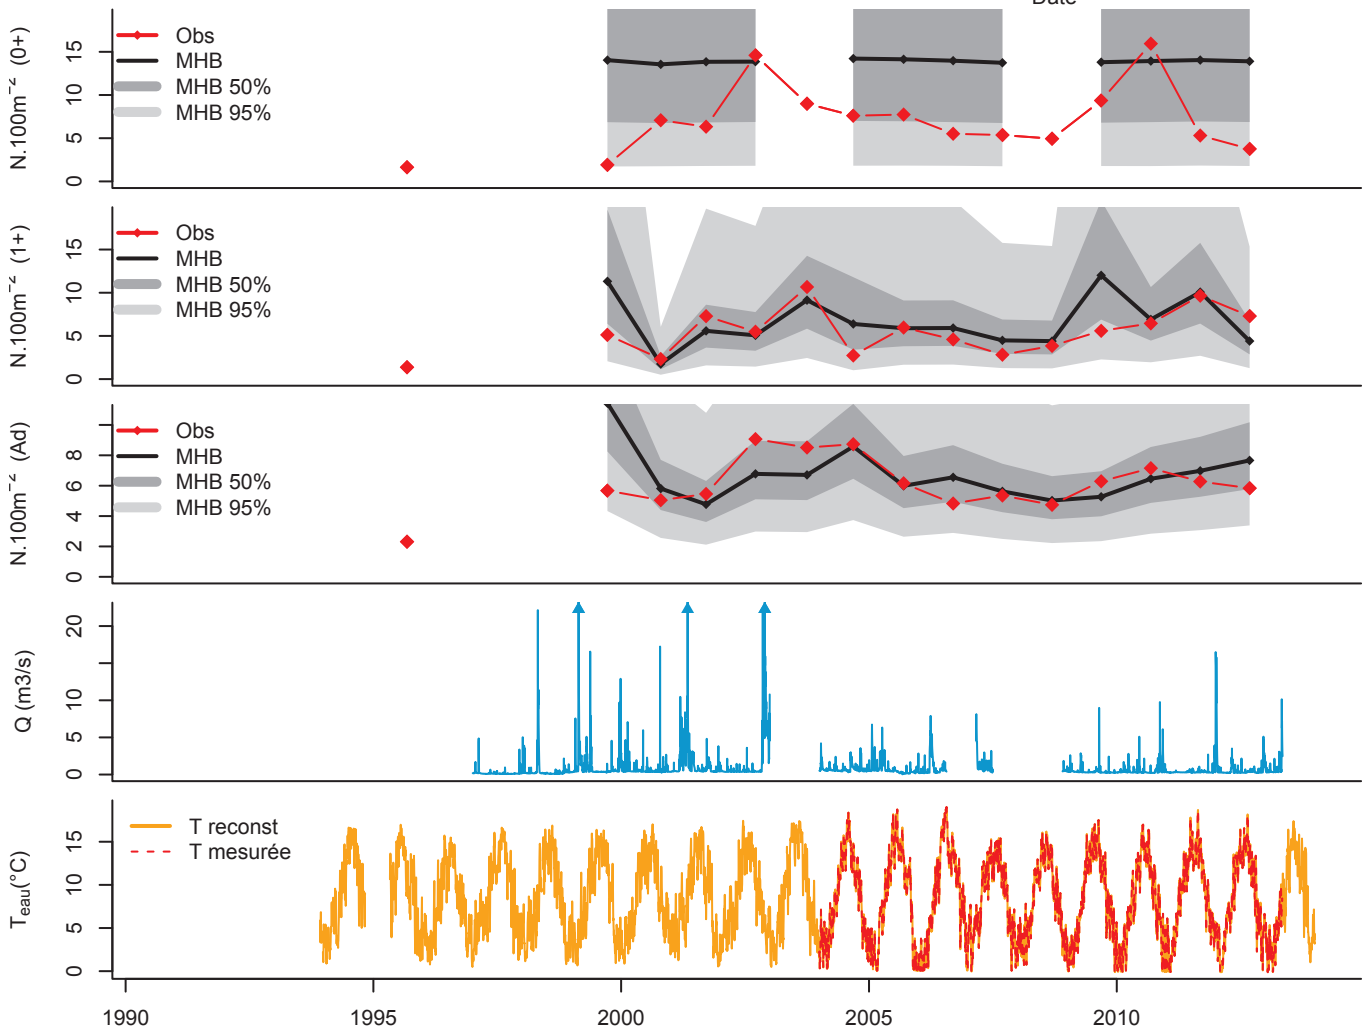 Date
N.100m⁻² (0+)
0 5 10 15
Obs
MHB
MHB 50%
MHB 95%
N.100m⁻² (1+)
0 5 10 15
Obs
MHB
MHB 50%
MHB 95%
N.100m⁻² (Ad)
0 2 4 6 8
Obs
MHB
MHB 50%
MHB 95%
Q (m3/s)
0 5 10 20
T_eau(°C)
0 5 10 15
T reconst
T mesurée
1990 1995 2000 2005 2010